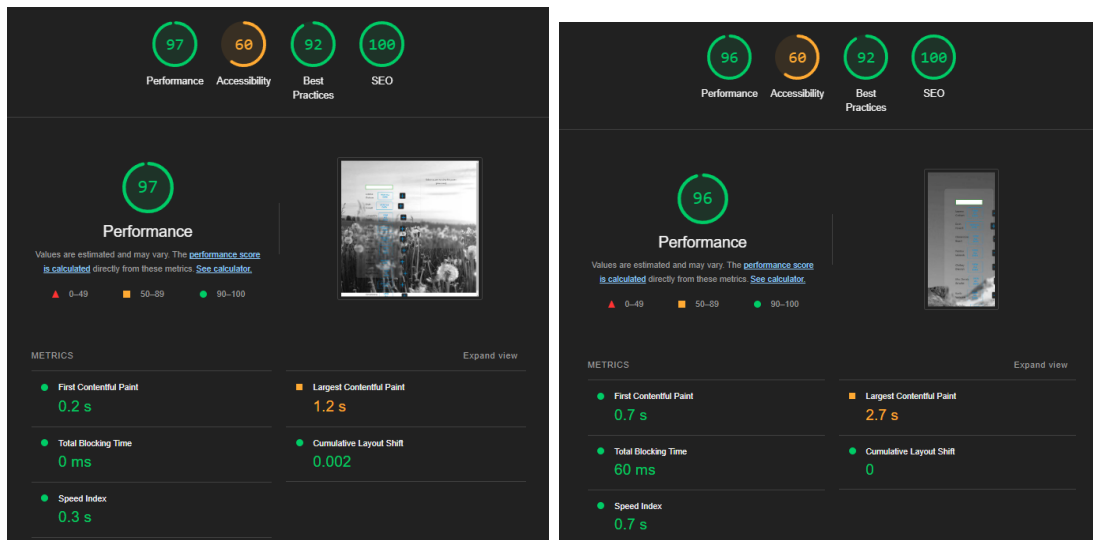 97
60
92
100
Performance
Accessibility
Best
Practices
SEO
97
Performance
Values are estimated and may vary. The performance score
is calculated directly from these metrics. See calculator.
0–49
50–89
90–100
METRICS
Expand view
First Contentful Paint
0.2 s
Largest Contentful Paint
1.2 s
Total Blocking Time
0 ms
Cumulative Layout Shift
0.002
Speed Index
0.3 s
96
60
92
100
Performance
Accessibility
Best
Practices
SEO
96
Performance
Values are estimated and may vary. The performance score
is calculated directly from these metrics. See calculator.
0–49
50–89
90–100
METRICS
Expand view
First Contentful Paint
0.7 s
Largest Contentful Paint
2.7 s
Total Blocking Time
60 ms
Cumulative Layout Shift
0
Speed Index
0.7 s